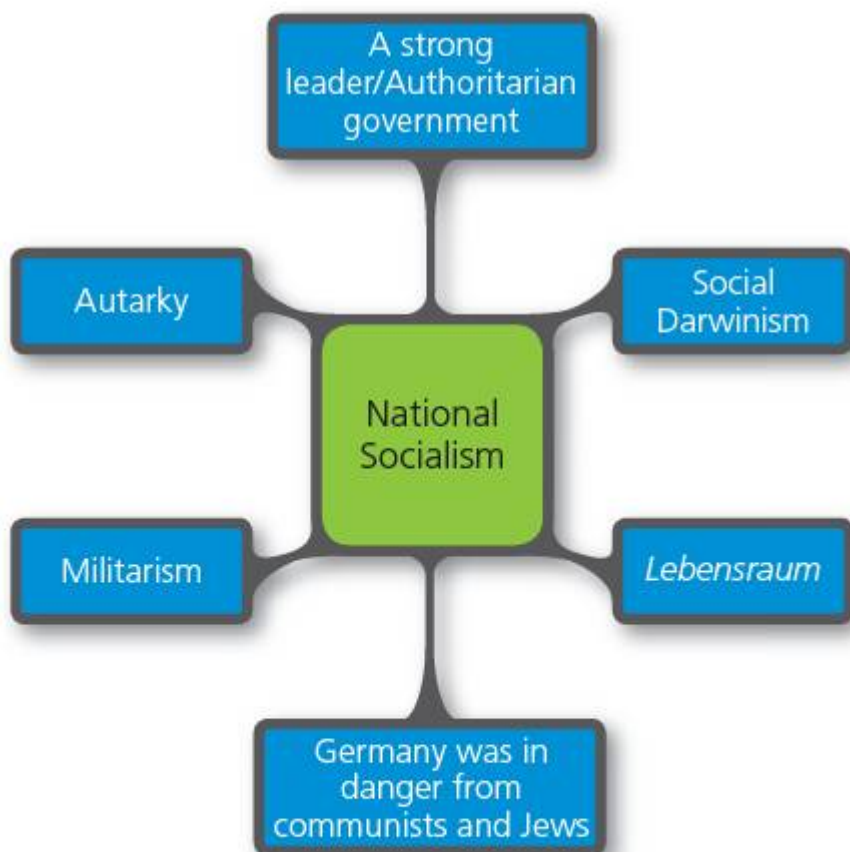 A strong
leader/Authoritarian
government
Autarky
Social
Darwinism
National
Socialism
Militarism
Lebensraum
Germany was in
danger from
communists and Jews